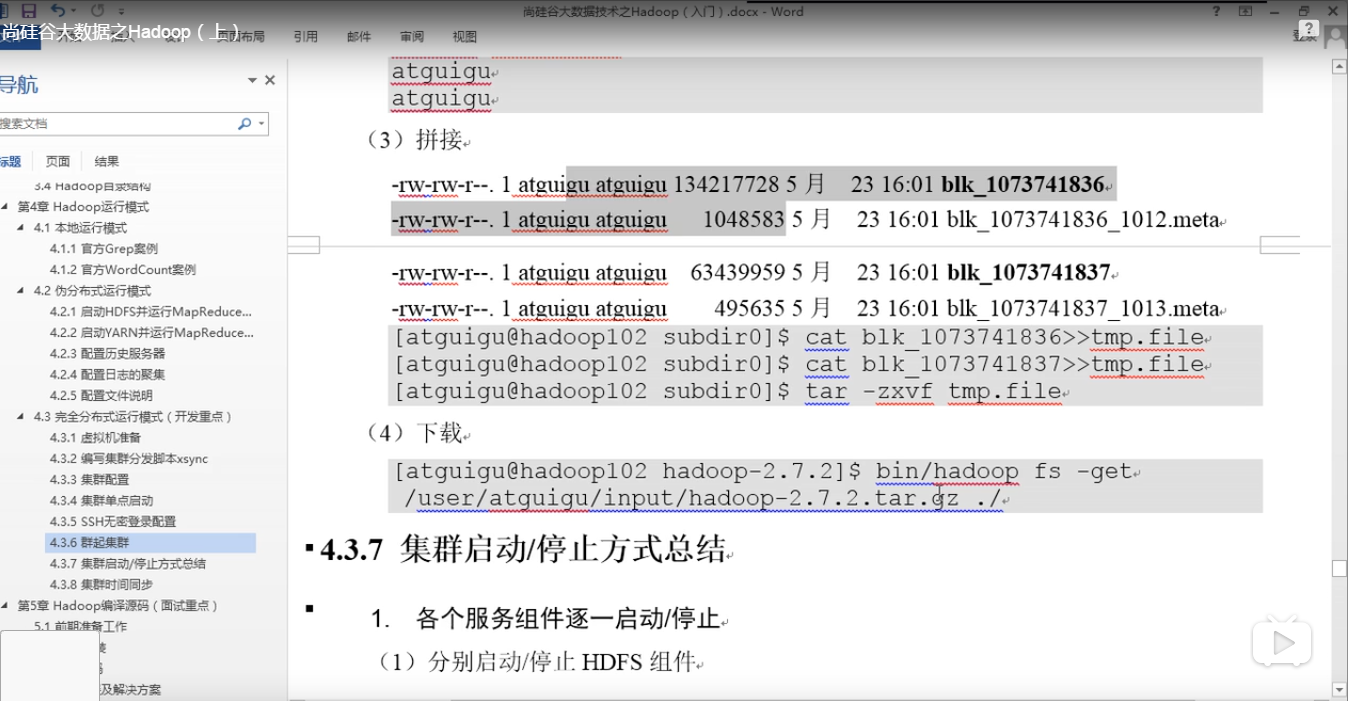 尚硅谷大数据技术之Hadoop（入门）.docx - Word
尚硅谷大数据之Hadoop（上）
页面布局 引用 邮件 审阅 视图
登录
导航
搜索文档
标题 页面 结果
3.4 Hadoop目录结构
第4章 Hadoop运行模式
4.1 本地运行模式
4.1.1 官方Grep案例
4.1.2 官方WordCount案例
4.2 伪分布式运行模式
4.2.1 启动HDFS并运行MapReduce...
4.2.2 启动YARN并运行MapReduce...
4.2.3 配置历史服务器
4.2.4 配置日志的聚集
4.2.5 配置文件说明
4.3 完全分布式运行模式（开发重点）
4.3.1 虚拟机准备
4.3.2 编写集群分发脚本xsync
4.3.3 集群配置
4.3.4 集群单点启动
4.3.5 SSH无密登录配置
4.3.6 群起集群
4.3.7 集群启动/停止方式总结
4.3.8 集群时间同步
第5章 Hadoop编译源码（面试重点）
5.1 前期准备工作
及解决方案
atguigu
atguigu
（3）拼接
-rw-rw-r--. 1 atguigu atguigu 134217728 5 月 23 16:01 blk_1073741836
-rw-rw-r--. 1 atguigu atguigu 1048583 5 月 23 16:01 blk_1073741836_1012.meta
-rw-rw-r--. 1 atguigu atguigu 63439959 5 月 23 16:01 blk_1073741837
-rw-rw-r--. 1 atguigu atguigu 495635 5 月 23 16:01 blk_1073741837_1013.meta
[atguigu@hadoop102 subdir0]$ cat blk_1073741836>>tmp.file
[atguigu@hadoop102 subdir0]$ cat blk_1073741837>>tmp.file
[atguigu@hadoop102 subdir0]$ tar -zxvf tmp.file
（4）下载
[atguigu@hadoop102 hadoop-2.7.2]$ bin/hadoop fs -get
/user/atguigu/input/hadoop-2.7.2.tar.gz ./
4.3.7 集群启动/停止方式总结
1. 各个服务组件逐一启动/停止
（1）分别启动/停止 HDFS 组件